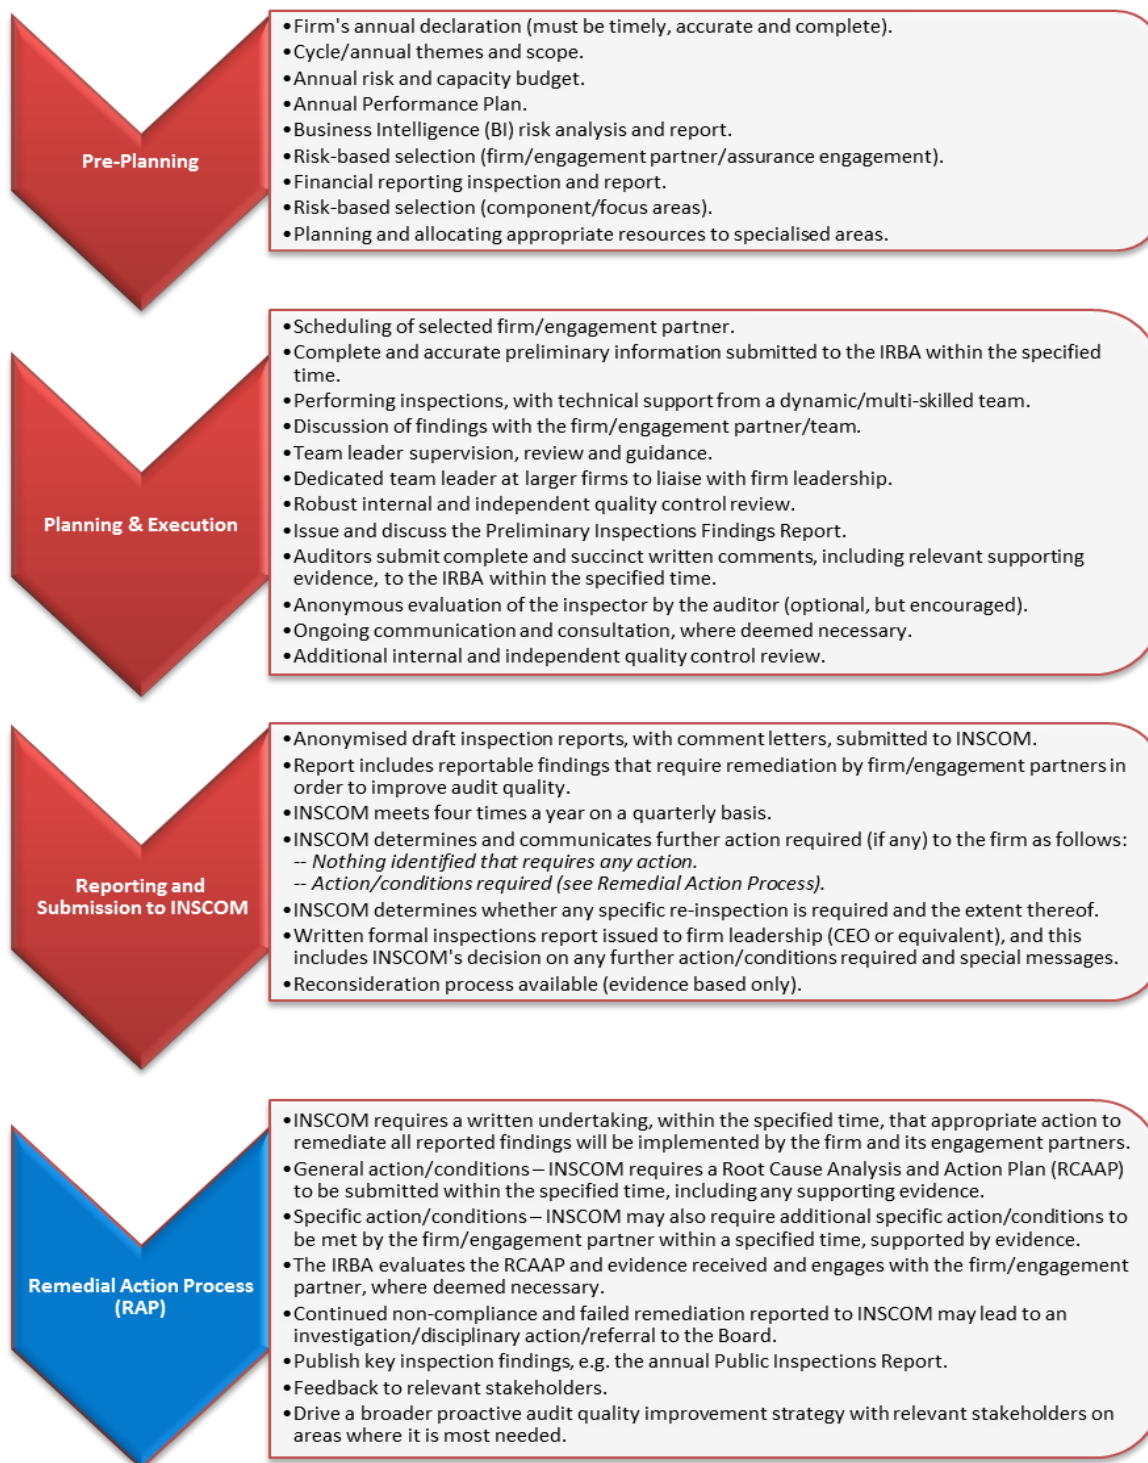 Pre-Planning
•Firm's annual declaration (must be timely, accurate and complete).
•Cycle/annual themes and scope.
•Annual risk and capacity budget.
•Annual Performance Plan.
•Business Intelligence (BI) risk analysis and report.
•Risk-based selection (firm/engagement partner/assurance engagement).
•Financial reporting inspection and report.
•Risk-based selection (component/focus areas).
•Planning and allocating appropriate resources to specialised areas.
Planning & Execution
•Scheduling of selected firm/engagement partner.
•Complete and accurate preliminary information submitted to the IRBA within the specified
time.
•Performing inspections, with technical support from a dynamic/multi-skilled team.
•Discussion of findings with the firm/engagement partner/team.
•Team leader supervision, review and guidance.
•Dedicated team leader at larger firms to liaise with firm leadership.
•Robust internal and independent quality control review.
•Issue and discuss the Preliminary Inspections Findings Report.
•Auditors submit complete and succinct written comments, including relevant supporting
evidence, to the IRBA within the specified time.
•Anonymous evaluation of the inspector by the auditor (optional, but encouraged).
•Ongoing communication and consultation, where deemed necessary.
•Additional internal and independent quality control review.
Reporting and
Submission to INSCOM
•Anonymised draft inspection reports, with comment letters, submitted to INSCOM.
•Report includes reportable findings that require remediation by firm/engagement partners in
order to improve audit quality.
•INSCOM meets four times a year on a quarterly basis.
•INSCOM determines and communicates further action required (if any) to the firm as follows:
-- Nothing identified that requires any action.
-- Action/conditions required (see Remedial Action Process).
•INSCOM determines whether any specific re-inspection is required and the extent thereof.
•Written formal inspections report issued to firm leadership (CEO or equivalent), and this
includes INSCOM's decision on any further action/conditions required and special messages.
•Reconsideration process available (evidence based only).
Remedial Action Process
(RAP)
•INSCOM requires a written undertaking, within the specified time, that appropriate action to
remediate all reported findings will be implemented by the firm and its engagement partners.
•General action/conditions – INSCOM requires a Root Cause Analysis and Action Plan (RCAAP)
to be submitted within the specified time, including any supporting evidence.
•Specific action/conditions – INSCOM may also require additional specific action/conditions to
be met by the firm/engagement partner within a specified time, supported by evidence.
•The IRBA evaluates the RCAAP and evidence received and engages with the firm/engagement
partner, where deemed necessary.
•Continued non-compliance and failed remediation reported to INSCOM may lead to an
investigation/disciplinary action/referral to the Board.
•Publish key inspection findings, e.g. the annual Public Inspections Report.
•Feedback to relevant stakeholders.
•Drive a broader proactive audit quality improvement strategy with relevant stakeholders on
areas where it is most needed.